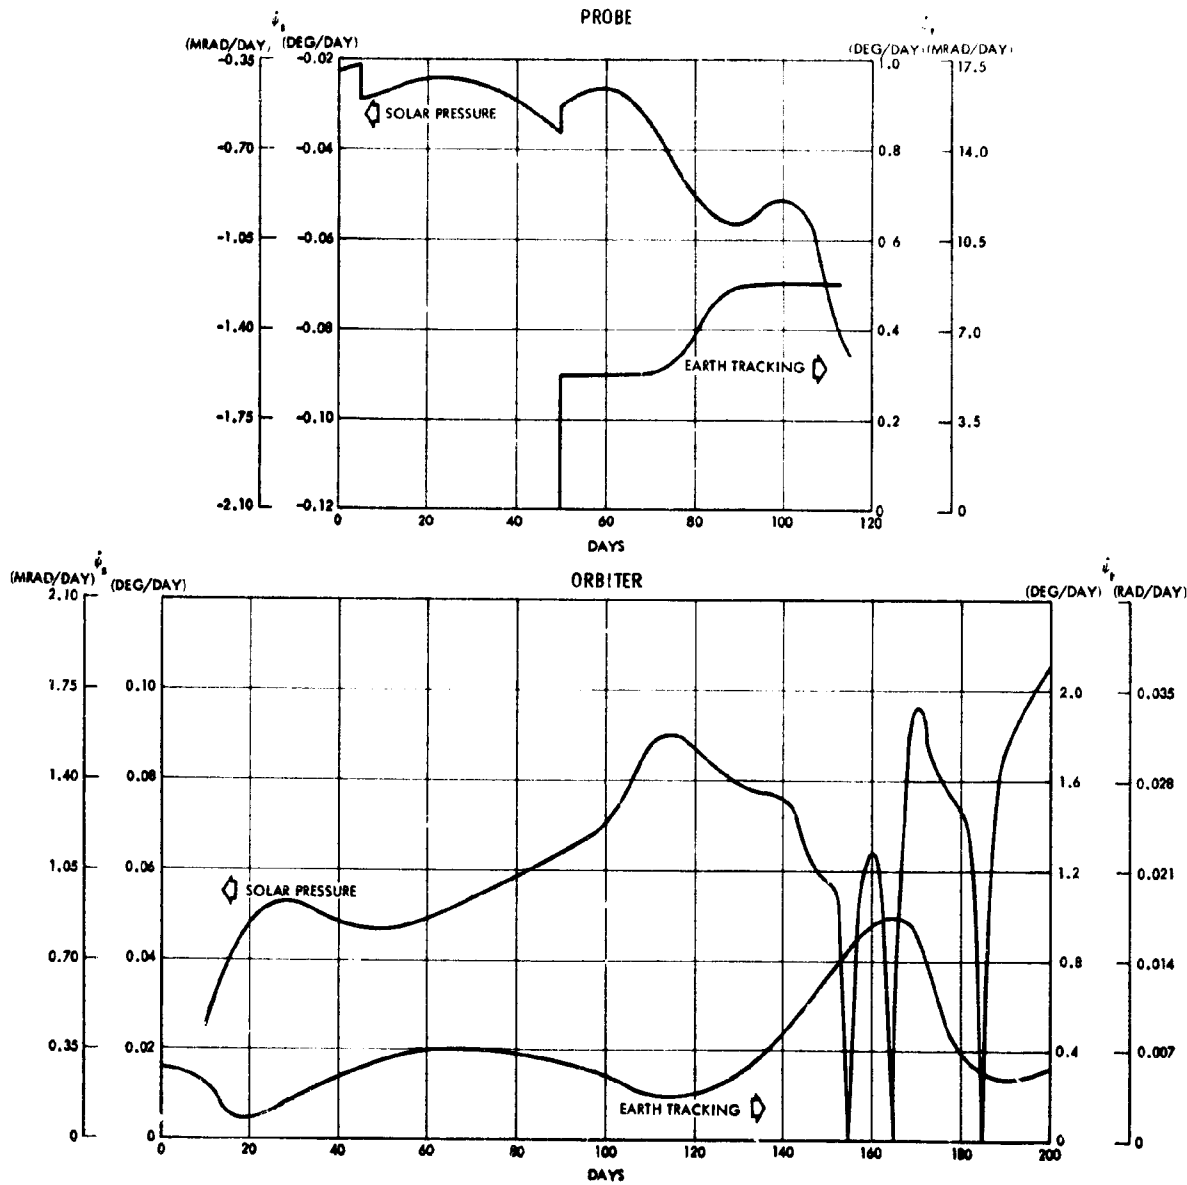 PROBE
ψ̇s
(MRAD/DAY) (DEG/DAY)
(DEG/DAY) (MRAD/DAY)
-0.35 -0.02 1.0 17.5
SOLAR PRESSURE
-0.70 -0.04 0.8 14.0
-1.05 -0.06 0.6 10.5
-1.40 -0.08 0.4 7.0
EARTH TRACKING
-1.75 -0.10 0.2 3.5
-2.10 -0.12 0 0
0 20 40 60 80 100 120
DAYS
ORBITER
ψ̇s
(MRAD/DAY) (DEG/DAY)
(DEG/DAY) (RAD/DAY)
2.10
1.75 0.10 2.0 0.035
1.40 0.08 1.6 0.028
1.05 0.06 1.2 0.021
SOLAR PRESSURE
0.70 0.04 0.8 0.014
0.35 0.02 0.4 0.007
EARTH TRACKING
0 0 0 0
0 20 40 60 80 100 120 140 160 180 200
DAYS